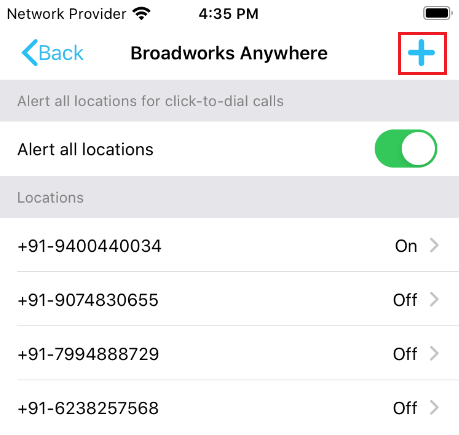 Network Provider 4:35 PM
Back Broadworks Anywhere
Alert all locations for click-to-dial calls
Alert all locations
Locations
+91-9400440034 On
+91-9074830655 Off
+91-7994888729 Off
+91-6238257568 Off